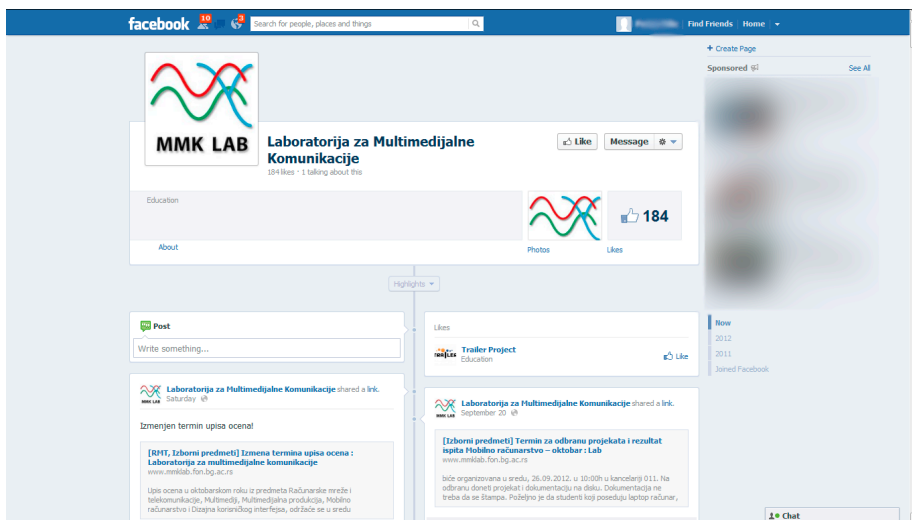 facebook 10 3 Search for people, places and things Find Friends Home
+ Create Page
Sponsored See All
MMK LAB
Laboratorija za Multimedijalne
Komunikacije
184 likes · 1 talking about this
Like Message
Education
184
About Photos Likes
Highlights
Post
Write something...
Likes
Trailer Project
Education
Like
Now
2012
2011
Joined Facebook
MMK LAB
Laboratorija za Multimedijalne Komunikacije shared a link.
Saturday
Izmenjen termin upisa ocena!
[RMT, Izborni predmeti] Izmena termina upisa ocena :
Laboratorija za multimedijalne komunikacije
www.mmklab.fon.bg.ac.rs
Upis ocena u oktobarskom roku iz predmeta Računarske mreže i
telekomunikacije, Multimediji, Multimedijalna produkcija, Mobilno
računarstvo i Dizajna korisničkog interfejsa, održaće se u sredu
MMK LAB
Laboratorija za Multimedijalne Komunikacije shared a link.
September 20
[Izborni predmeti] Termin za odbranu projekata i rezultat
ispita Mobilno računarstvo – oktobar : Lab
www.mmklab.fon.bg.ac.rs
biće organizovana u sredu, 26.09.2012. u 10:00h u kancelariji 011. Na
odbranu doneti projekat i dokumentaciju na disku. Dokumentacija ne
treba da se štampa. Poželjno je da studenti koji poseduju laptop računar,
Chat